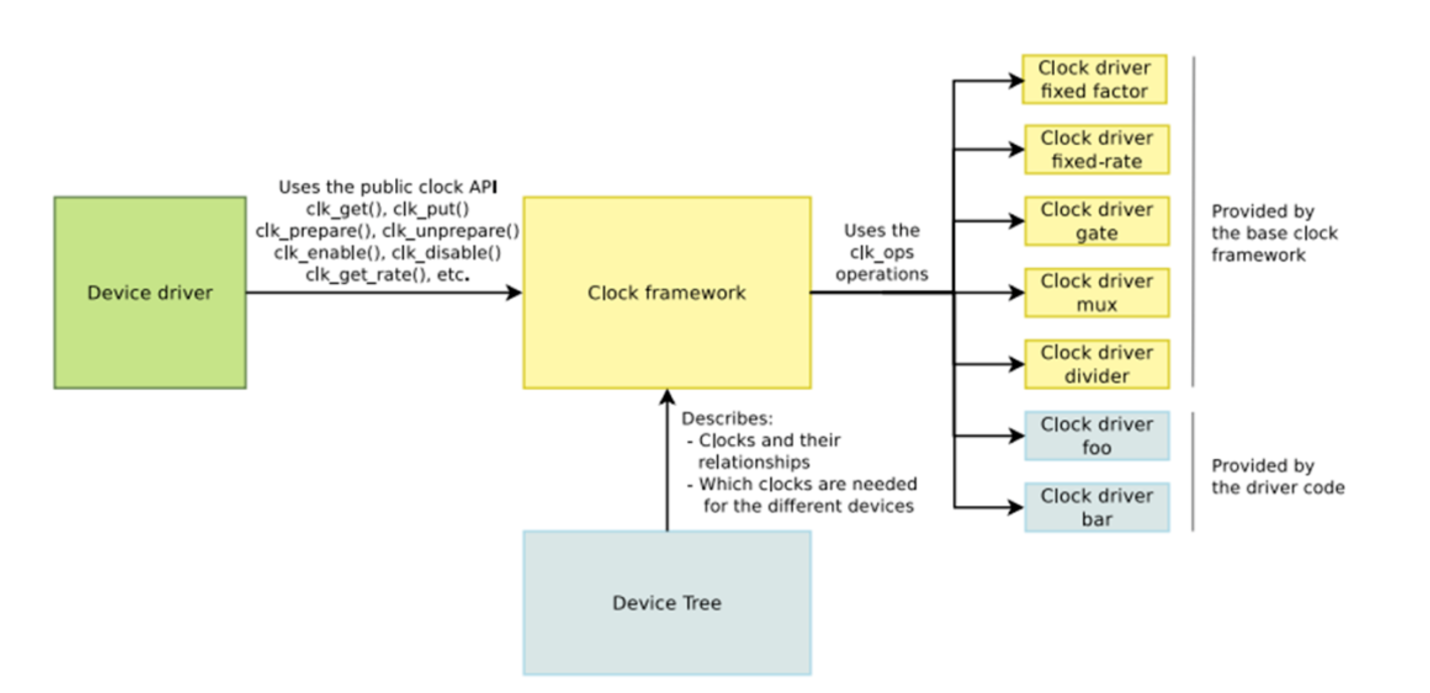 Device driver
Uses the public clock API
clk_get(), clk_put()
clk_prepare(), clk_unprepare()
clk_enable(), clk_disable()
clk_get_rate(), etc.
Clock framework
Describes:
- Clocks and their
relationships
- Which clocks are needed
for the different devices
Device Tree
Uses the
clk_ops
operations
Clock driver
fixed factor
Clock driver
fixed-rate
Clock driver
gate
Clock driver
mux
Clock driver
divider
Clock driver
foo
Clock driver
bar
Provided by
the base clock
framework
Provided by
the driver code